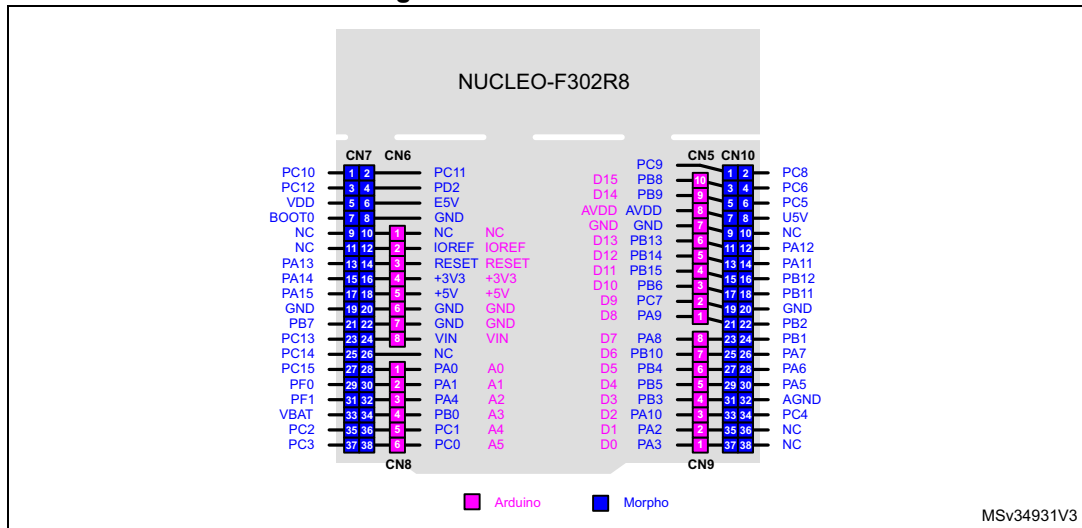 NUCLEO-F302R8
CN7 CN6 CN5 CN10
PC9
PC10 1 2 PC11 1 2 PC8
PC12 3 4 PD2 D15 PB8 10 3 4 PC6
VDD 5 6 E5V D14 PB9 9 5 6 PC5
BOOT0 7 8 GND AVDD AVDD 8 7 8 U5V
NC 9 10 1 NC NC GND GND 7 9 10 NC
NC 11 12 2 IOREF IOREF D13 PB13 6 11 12 PA12
PA13 13 14 3 RESET RESET D12 PB14 5 13 14 PA11
PA14 15 16 4 +3V3 +3V3 D11 PB15 4 15 16 PB12
PA15 17 18 5 +5V +5V D10 PB6 3 17 18 PB11
GND 19 20 6 GND GND D9 PC7 2 19 20 GND
PB7 21 22 7 GND GND D8 PA9 1 21 22 PB2
PC13 23 24 8 VIN VIN D7 PA8 8 23 24 PB1
PC14 25 26 NC D6 PB10 7 25 26 PA7
PC15 27 28 1 PA0 A0 D5 PB4 6 27 28 PA6
PF0 29 30 2 PA1 A1 D4 PB5 5 29 30 PA5
PF1 31 32 3 PA4 A2 D3 PB3 4 31 32 AGND
VBAT 33 34 4 PB0 A3 D2 PA10 3 33 34 PC4
PC2 35 36 5 PC1 A4 D1 PA2 2 35 36 NC
PC3 37 38 6 PC0 A5 D0 PA3 1 37 38 NC
CN8 CN9
Arduino Morpho
MSv34931V3